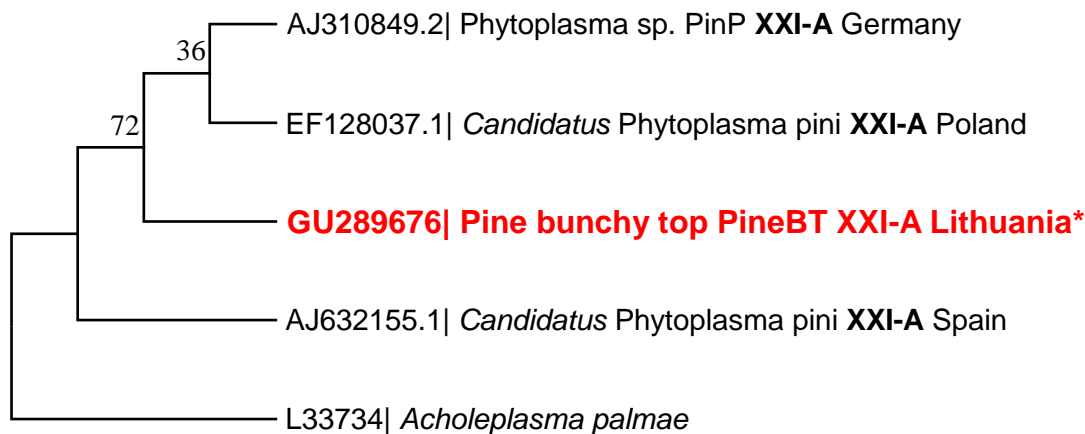 AJ310849.2| Phytoplasma sp. PinP XXI-A Germany
36
EF128037.1| Candidatus Phytoplasma pini XXI-A Poland
72
GU289676| Pine bunchy top PineBT XXI-A Lithuania*
AJ632155.1| Candidatus Phytoplasma pini XXI-A Spain
L33734| Acholeplasma palmae